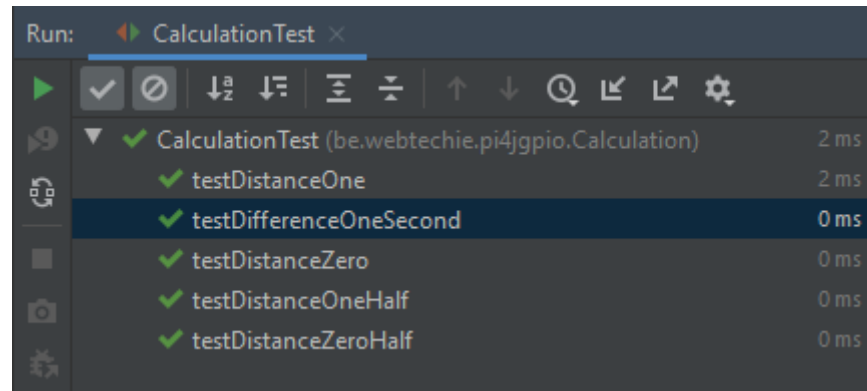 Run: CalculationTest
CalculationTest (be.webtechie.pi4jgpio.Calculation) 2 ms
testDistanceOne 2 ms
testDifferenceOneSecond 0 ms
testDistanceZero 0 ms
testDistanceOneHalf 0 ms
testDistanceZeroHalf 0 ms